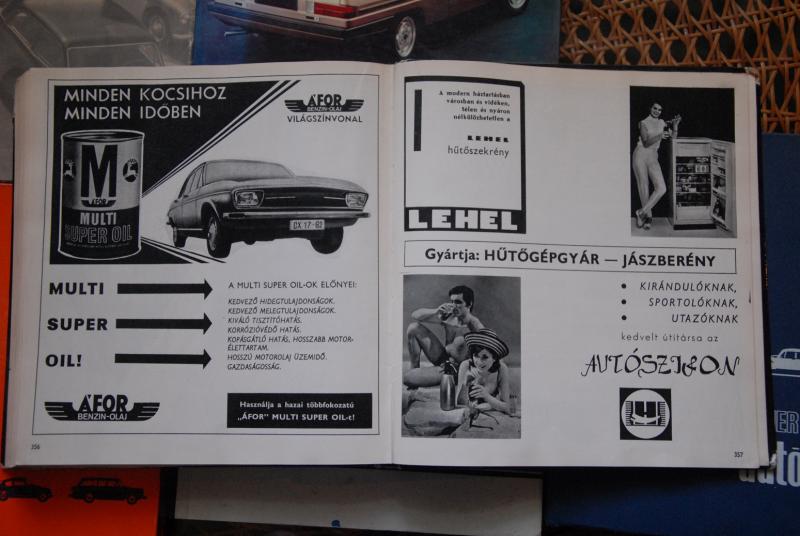 MINDEN KOCSIHOZ
MINDEN IDŐBEN
ÁFOR
BENZIN-OLAJ
VILÁGSZÍNVONAL
M
ÁFOR
MULTI
SUPER OIL
CX 17-62
MULTI
SUPER
OIL!
A MULTI SUPER OIL-OK ELŐNYEI:
KEDVEZŐ HIDEGTULAJDONSÁGOK.
KEDVEZŐ MELEGTULAJDONSÁGOK.
KIVÁLÓ TISZTÍTÓHATÁS.
KORRÓZIÓVÉDŐ HATÁS.
KOPÁSGÁTLÓ HATÁS, HOSSZABB MOTOR-
ÉLETTARTAM.
HOSSZÚ MOTOROLAJ ÜZEMIDŐ.
GAZDASÁGOSSÁG.
ÁFOR
BENZIN-OLAJ
Használja a hazai többfokozatú
„ÁFOR" MULTI SUPER OIL-t!
356
A modern háztartásban
városban és vidéken,
télen és nyáron
nélkülözhetetlen a
LEHEL
hűtőszekrény
LEHEL
Gyártja: HŰTŐGÉPGYÁR — JÁSZBERÉNY
• KIRÁNDULÓKNAK,
• SPORTOLÓKNAK,
• UTAZÓKNAK
kedvelt útitársa az
AUTÓSZIFON
357